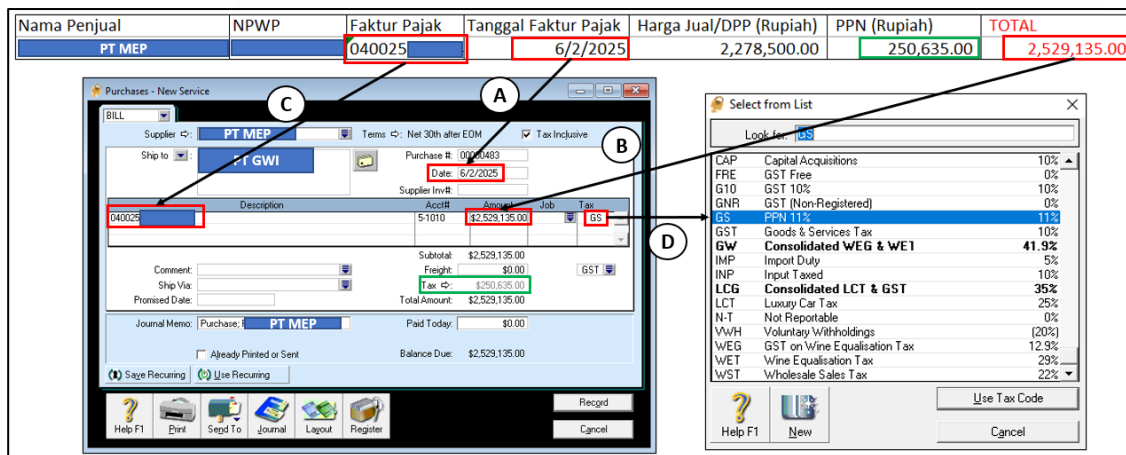 Nama Penjual NPWP Faktur Pajak Tanggal Faktur Pajak Harga Jual/DPP (Rupiah) PPN (Rupiah) TOTAL
PT MEP 040025 6/2/2025 2,278,500.00 250,635.00 2,529,135.00
Purchases - New Service
BILL
Supplier ⇨: PT MEP Terms ⇨: Net 30th after EOM Tax Inclusive
Ship to : PT GWI Purchase #: 00000483
Date: 6/2/2025
Supplier Inv#:
Description Acct# Amount Job Tax
040025 5-1010 $2,529,135.00 GS
Subtotal: $2,529,135.00
Comment: Freight: $0.00 GST
Ship Via: Tax ⇨: $250,635.00
Promised Date: Total Amount: $2,529,135.00
Journal Memo: Purchase; PT MEP Paid Today: $0.00
Already Printed or Sent Balance Due: $2,529,135.00
Save Recurring Use Recurring
Help F1 Print Send To Journal Layout Register
Record
Cancel
A
B
C
D
Select from List
Look for: GS
CAP Capital Acquisitions 10%
FRE GST Free 0%
G10 GST 10% 10%
GNR GST (Non-Registered) 0%
GS PPN 11% 11%
GST Goods & Services Tax 10%
GW Consolidated WEG & WET 41.9%
IMP Import Duty 5%
INP Input Taxed 10%
LCG Consolidated LCT & GST 35%
LCT Luxury Car Tax 25%
N-T Not Reportable 0%
VWH Voluntary Withholdings (20%)
WEG GST on Wine Equalisation Tax 12.9%
WET Wine Equalisation Tax 29%
WST Wholesale Sales Tax 22%
Use Tax Code
Help F1 New Cancel